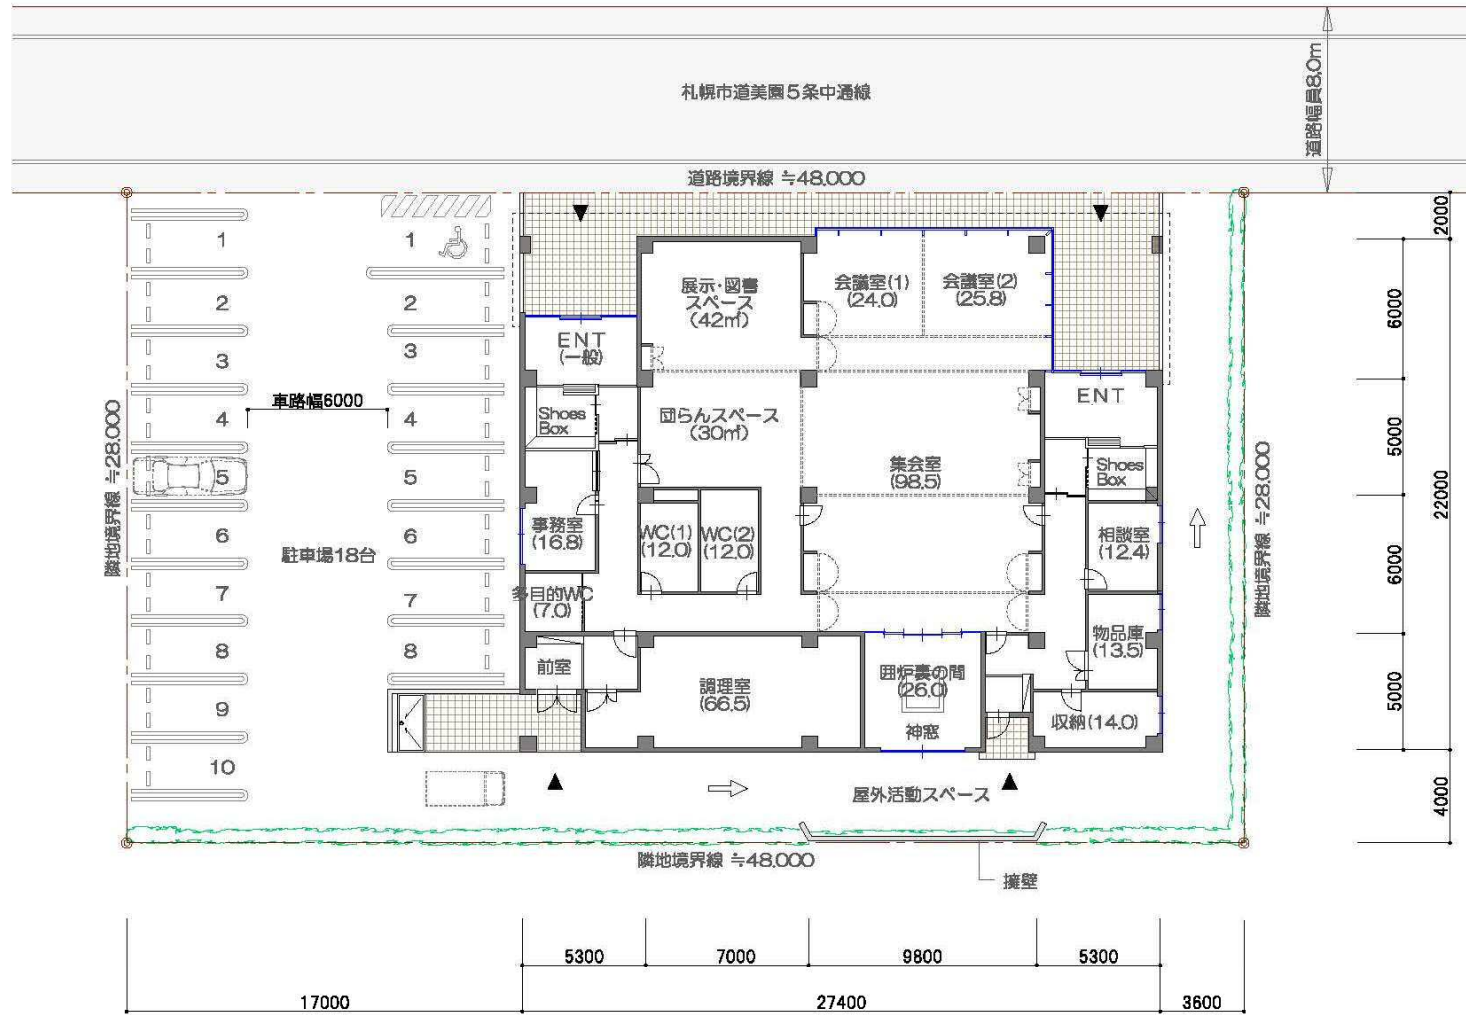 札幌市道美園5条中通線
道路幅員8.0m
道路境界線 ≒48,000
隣地境界線 ≒28,000
1
2
3
4
5
6
7
8
9
10
車路幅6000
駐車場18台
1
2
3
4
5
6
7
8
展示・図書
スペース
(42㎡)
会議室(1)
(24.0)
会議室(2)
(25.8)
ENT
(一般)
Shoes
Box
団らんスペース
(30㎡)
集会室
(98.5)
ENT
Shoes
Box
事務室
(16.8)
WC(1)
(12.0)
WC(2)
(12.0)
相談室
(12.4)
多目的WC
(7.0)
物品庫
(13.5)
前室
調理室
(66.5)
囲炉裏の間
(26.0)
神窓
収納(14.0)
屋外活動スペース
隣地境界線 ≒28,000
隣地境界線 ≒48,000
擁壁
2000
6000
5000
6000
5000
22000
4000
5300
7000
9800
5300
17000
27400
3600